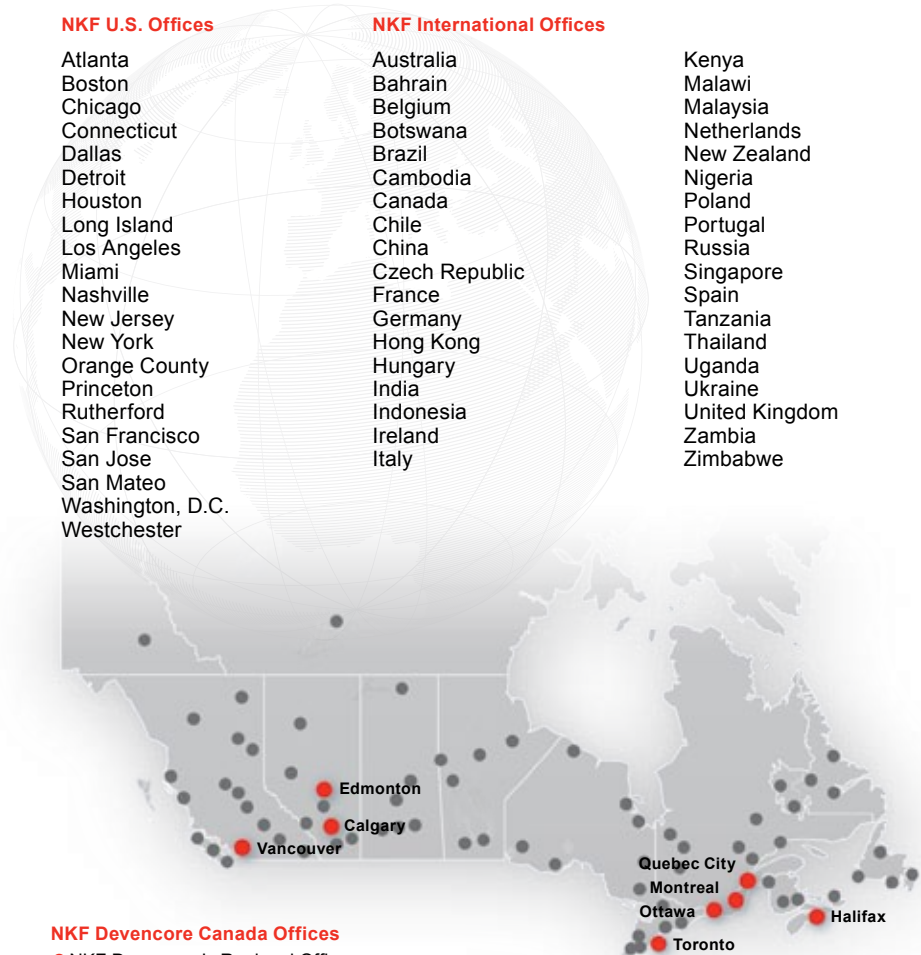 NKF U.S. Offices
Atlanta
Boston
Chicago
Connecticut
Dallas
Detroit
Houston
Long Island
Los Angeles
Miami
Nashville
New Jersey
New York
Orange County
Princeton
Rutherford
San Francisco
San Jose
San Mateo
Washington, D.C.
Westchester
NKF International Offices
Australia
Bahrain
Belgium
Botswana
Brazil
Cambodia
Canada
Chile
China
Czech Republic
France
Germany
Hong Kong
Hungary
India
Indonesia
Ireland
Italy
Kenya
Malawi
Malaysia
Netherlands
New Zealand
Nigeria
Poland
Portugal
Russia
Singapore
Spain
Tanzania
Thailand
Uganda
Ukraine
United Kingdom
Zambia
Zimbabwe
Edmonton
Calgary
Vancouver
Quebec City
Montreal
Ottawa
Halifax
Toronto
NKF Devencore Canada Offices